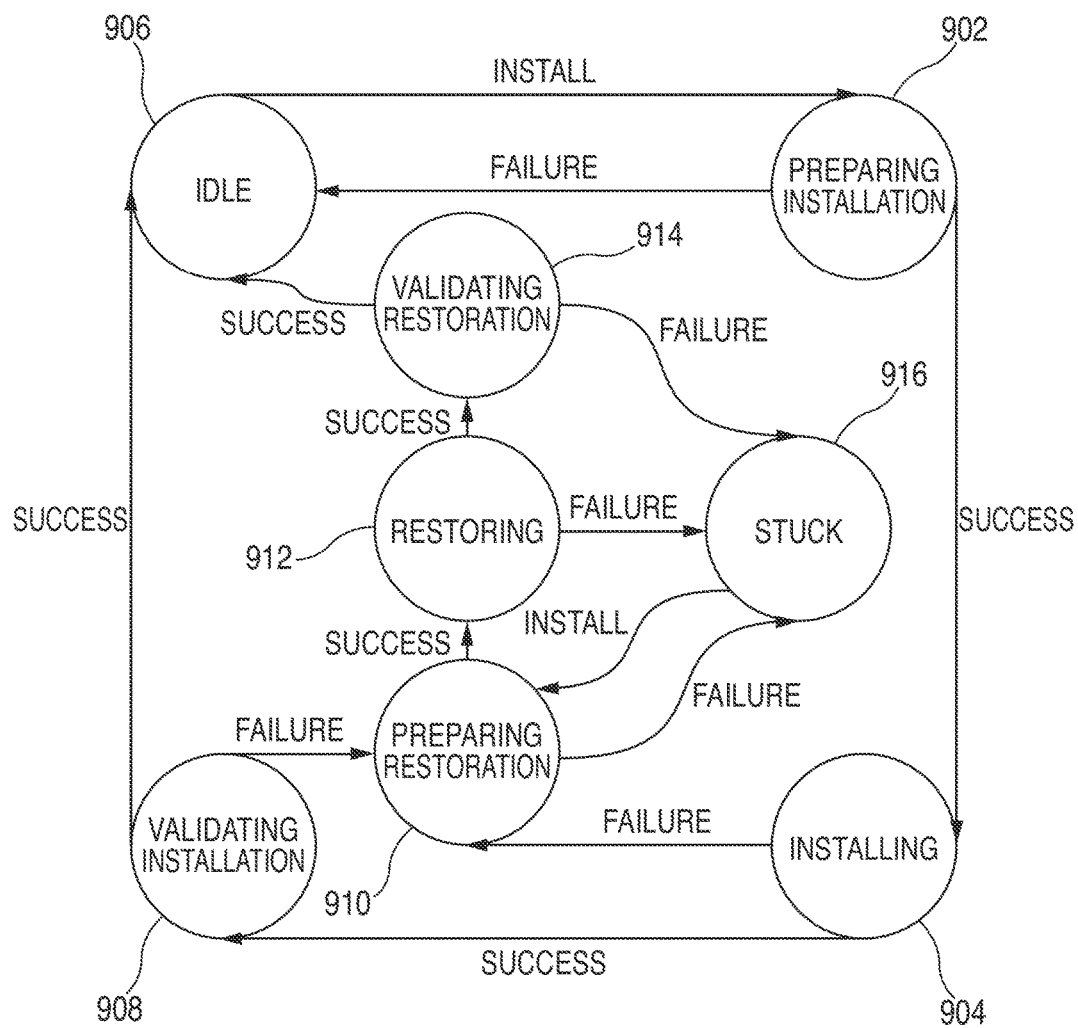 906
902
INSTALL
FAILURE
IDLE
PREPARING
INSTALLATION
914
VALIDATING
RESTORATION
SUCCESS
FAILURE
916
SUCCESS
SUCCESS
RESTORING
FAILURE
STUCK
SUCCESS
912
INSTALL
SUCCESS
FAILURE
FAILURE
PREPARING
RESTORATION
VALIDATING
INSTALLATION
FAILURE
INSTALLING
910
SUCCESS
908
904